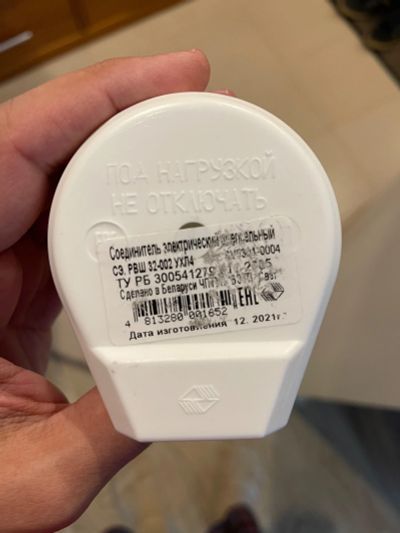 ПОД НАГРУЗКОЙ
НЕ ОТКЛЮЧАТЬ
Соединитель электрический
СЭ. РВШ 32-002 УХЛ4
ТУ РБ
Сделано в Беларуси
EAC
4 813280 001652
Дата изготовления 12. 2021г.